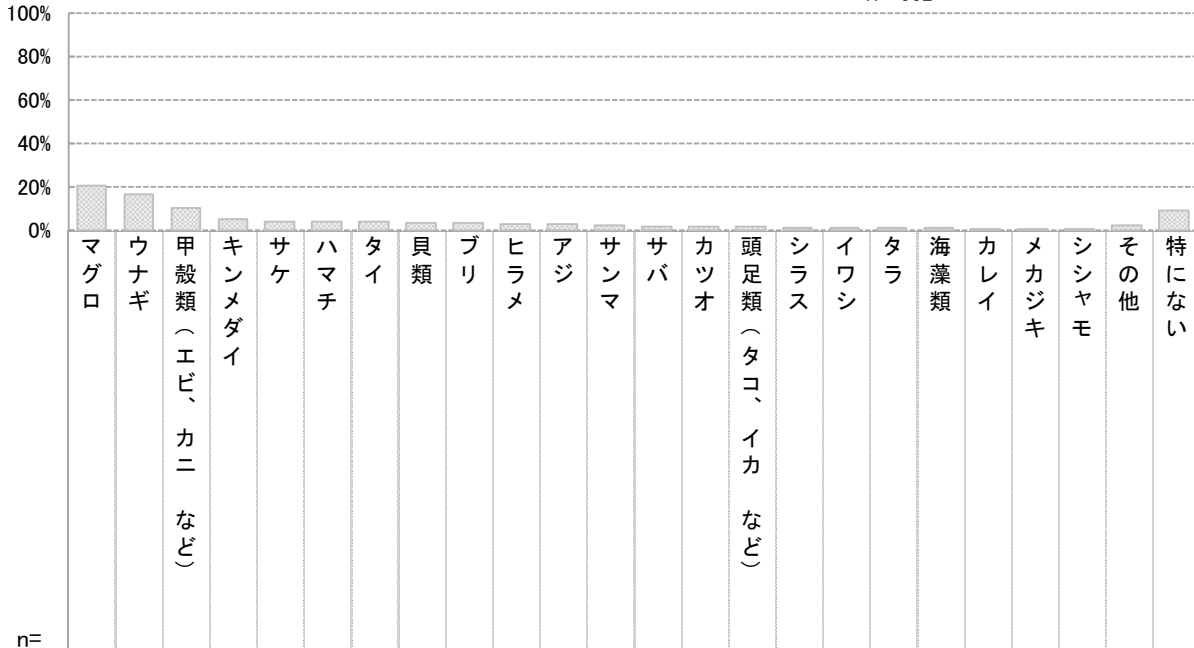 100%
80%
60%
40%
20%
0%
マグロ
ウナギ
甲殻類（エビ、カニ など）
キンメダイ
サケ
ハマチ
タイ
貝類
ブリ
ヒラメ
アジ
サンマ
サバ
カツオ
頭足類（タコ、イカ など）
シラス
イワシ
タラ
海藻類
カレイ
メカジキ
シシャモ
その他
特にない
n=